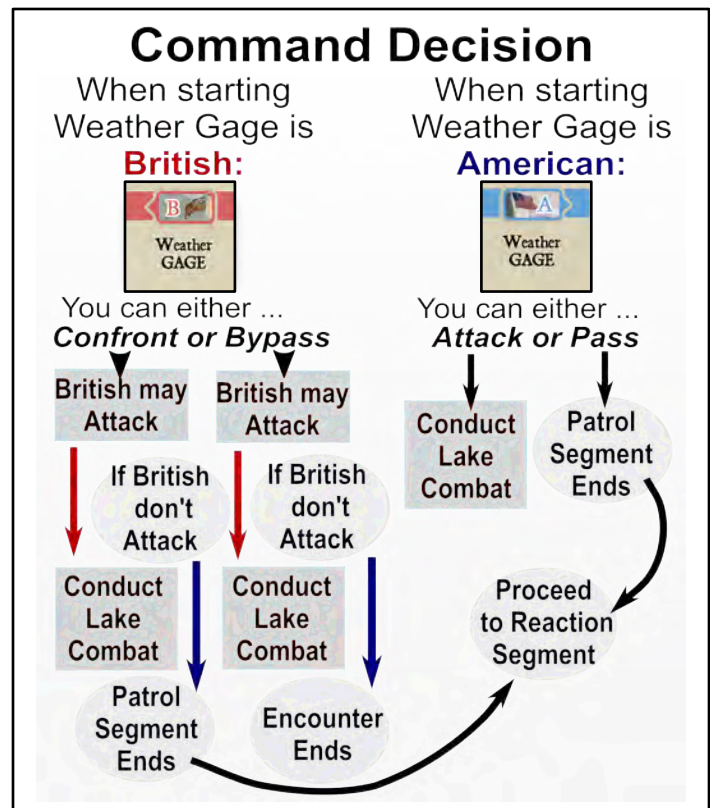 Command Decision
When starting
Weather Gage is
British:
B
Weather
GAGE
You can either ...
Confront or Bypass
British may
Attack
British may
Attack
If British
don't
Attack
If British
don't
Attack
Conduct
Lake
Combat
Conduct
Lake
Combat
Patrol
Segment
Ends
Encounter
Ends
When starting
Weather Gage is
American:
A
Weather
GAGE
You can either ...
Attack or Pass
Conduct
Lake
Combat
Patrol
Segment
Ends
Proceed
to Reaction
Segment